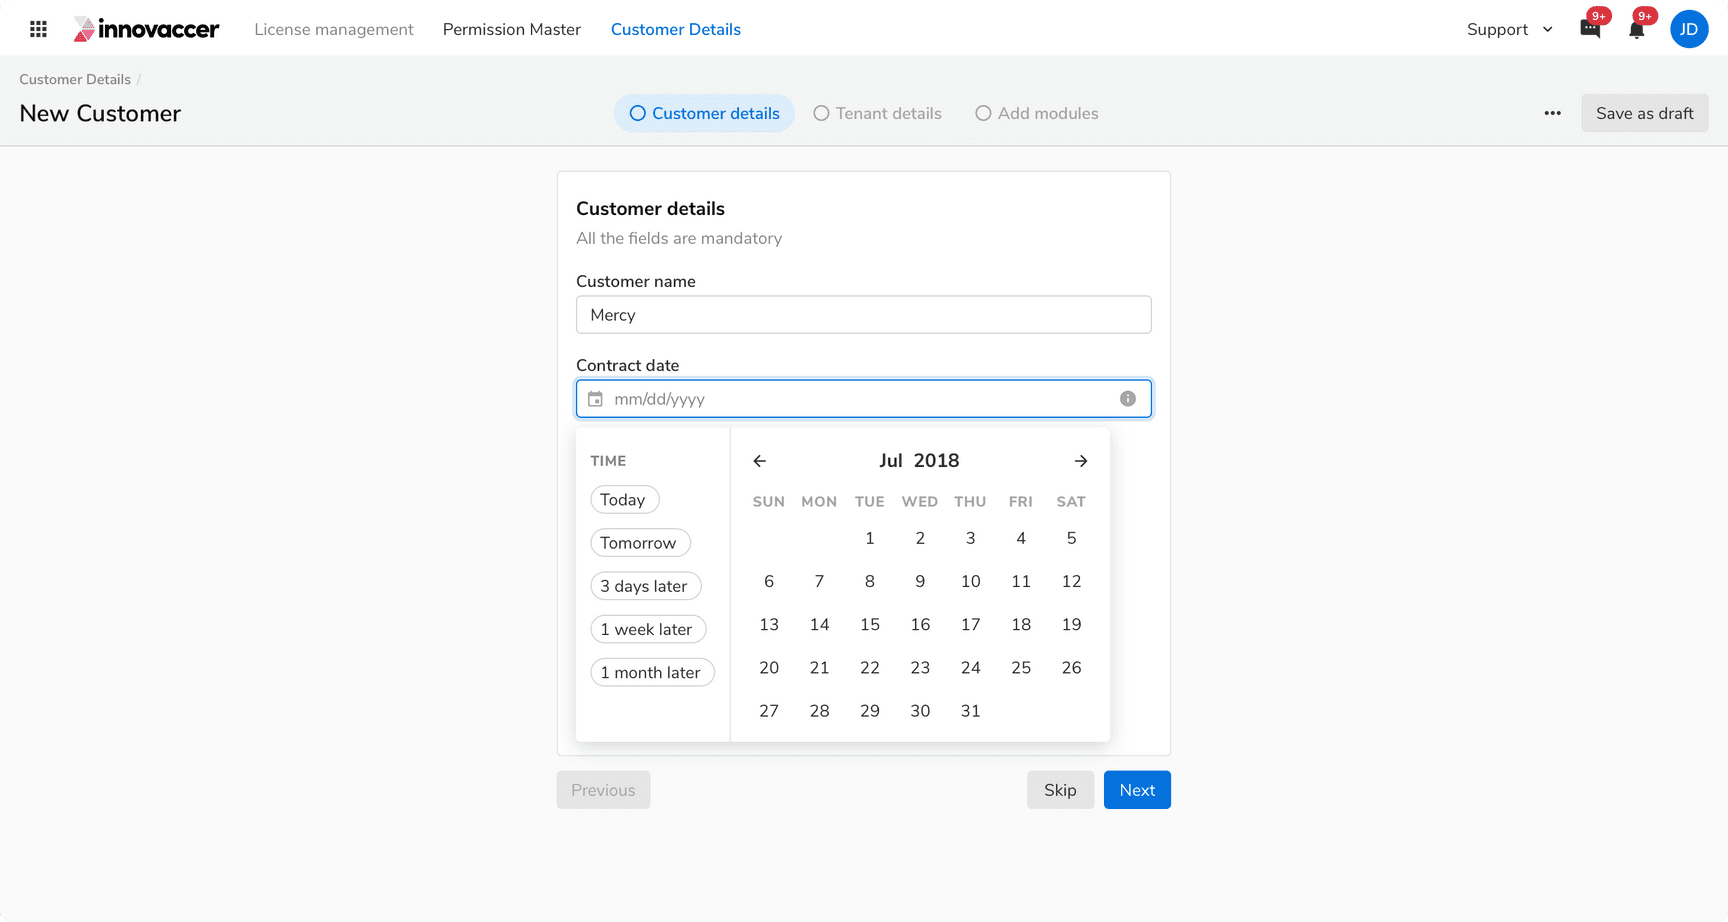 innovaccer License management Permission Master Customer Details Support 9+ 9+ JD
Customer Details /
New Customer Customer details Tenant details Add modules Save as draft
Customer details
All the fields are mandatory
Customer name
Mercy
Contract date
mm/dd/yyyy
TIME
Today
Tomorrow
3 days later
1 week later
1 month later
Jul 2018
SUN MON TUE WED THU FRI SAT
1 2 3 4 5
6 7 8 9 10 11 12
13 14 15 16 17 18 19
20 21 22 23 24 25 26
27 28 29 30 31
Previous Skip Next